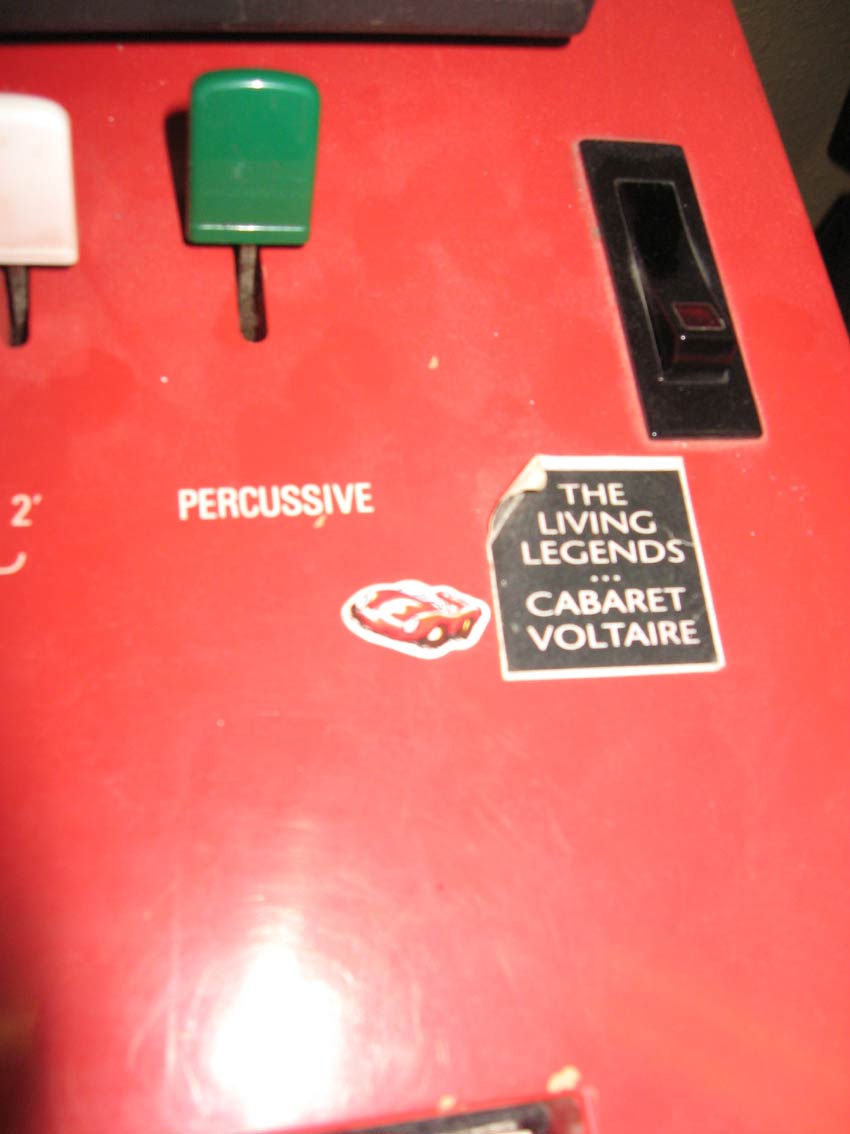 2'
PERCUSSIVE
THE
LIVING
LEGENDS
...
CABARET
VOLTAIRE